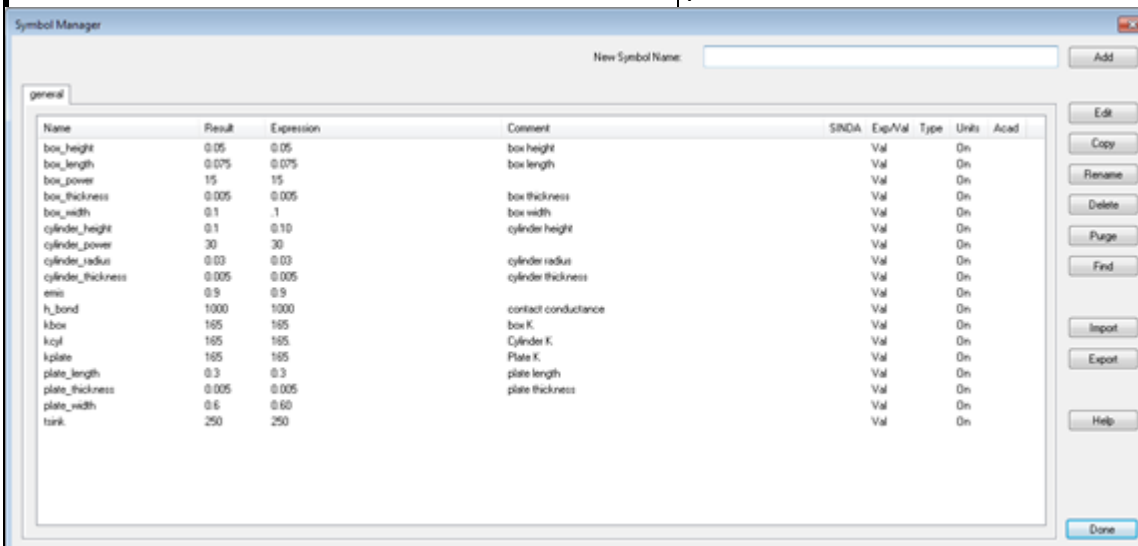 Symbol Manager
New Symbol Name: Add
general
Edit
Name Result Expression Comment SINDA Exp/Val Type Units Acad
Copy
box_height 0.05 0.05 box height Val On
box_length 0.075 0.075 box length Val On
Rename
box_power 15 15 Val On
box_thickness 0.005 0.005 box thickness Val On
Delete
box_width 0.1 .1 box width Val On
cylinder_height 0.1 0.10 cylinder height Val On
Purge
cylinder_power 30 30 Val On
cylinder_radius 0.03 0.03 cylinder radius Val On
Find
cylinder_thickness 0.005 0.005 cylinder thickness Val On
emis 0.9 0.9 Val On
h_bond 1000 1000 contact conductance Val On
kbox 165 165 box K Val On
Import
kcyl 165 165. Cylinder K Val On
kplate 165 165 Plate K Val On
Export
plate_length 0.3 0.3 plate length Val On
plate_thickness 0.005 0.005 plate thickness Val On
plate_width 0.6 0.60 Val On
tsink 250 250 Val On
Help
Done